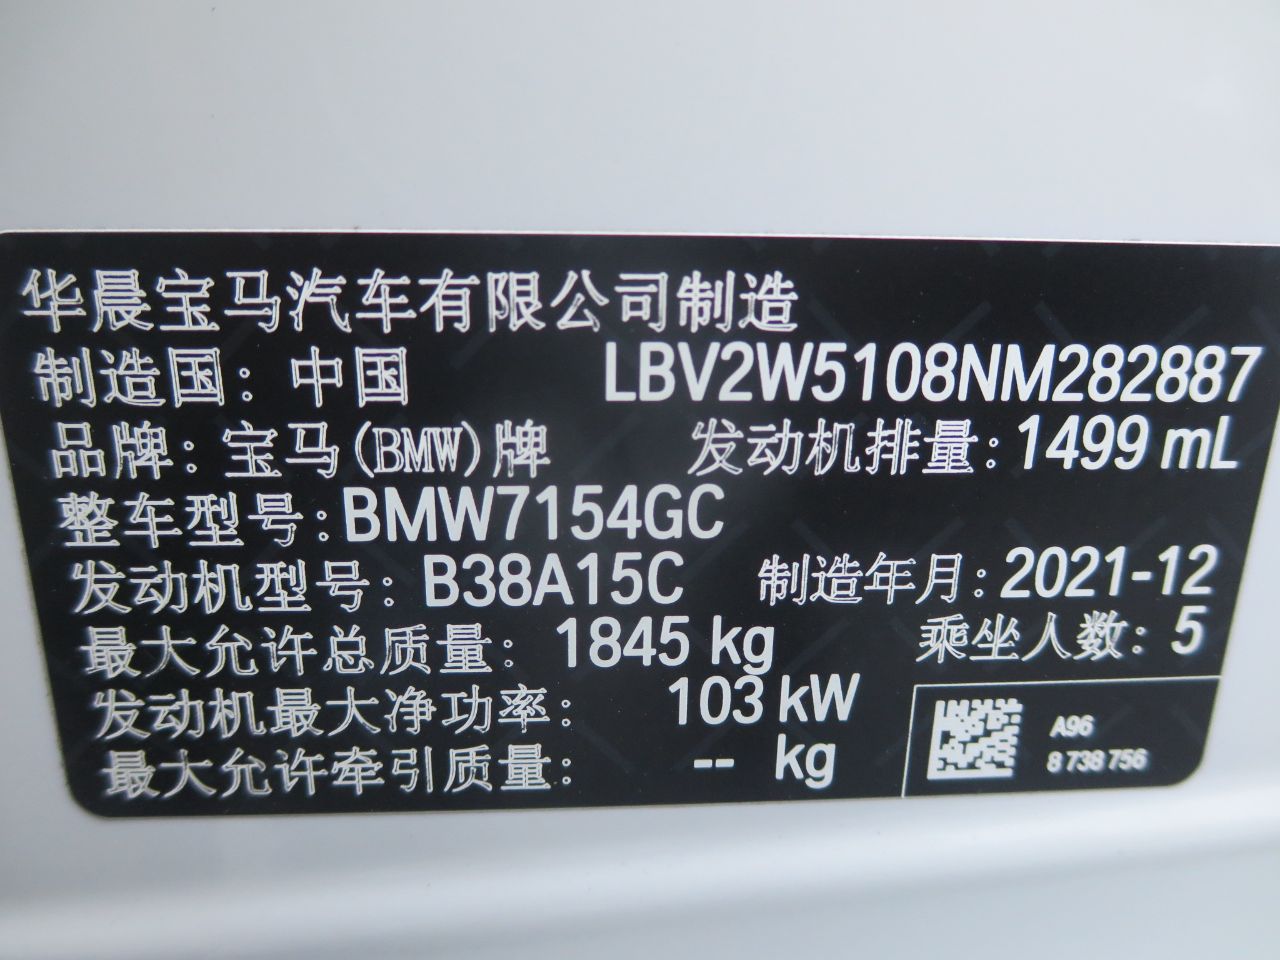 华晨宝马汽车有限公司制造
制造国：中国 LBV2W5108NM282887
品牌：宝马(BMW)牌 发动机排量：1499 mL
整车型号：BMW7154GC
发动机型号：B38A15C 制造年月：2021-12
最大允许总质量：1845 kg 乘坐人数：5
发动机最大净功率：103 kW
最大允许牵引质量：-- kg
A96
8 738 756